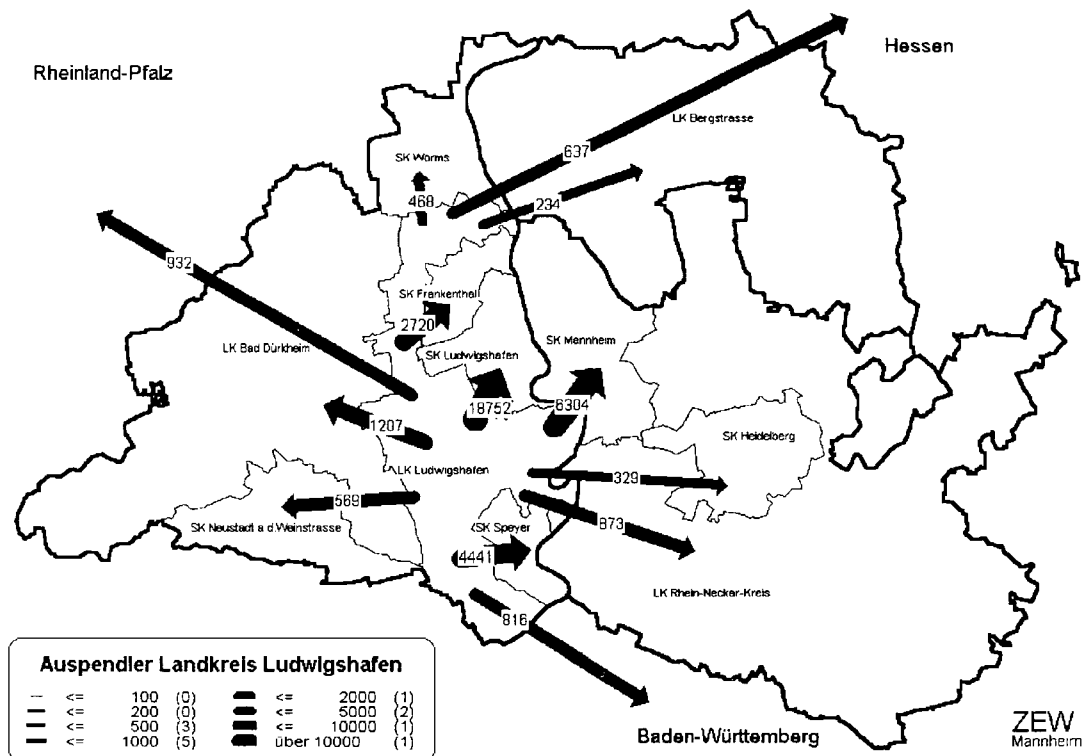 Hessen
Rheinland-Pfalz
LK Bergstrasse
637
SK Worms
468
234
932
SK Frankenthal
2720
SK Mannheim
LK Bad Dürkheim
SK Ludwigshafen
18752
6304
1207
SK Heidelberg
LK Ludwigshafen
329
569
873
SK Neustadt a.d.Weinstrasse
SK Speyer
4441
LK Rhein-Neckar-Kreis
816
Auspendler Landkreis Ludwigshafen
<= 100 (0) <= 2000 (1)
<= 200 (0) <= 5000 (2)
<= 500 (3) <= 10000 (1)
<= 1000 (5) über 10000 (1)
Baden-Württemberg
ZEW
Mannheim